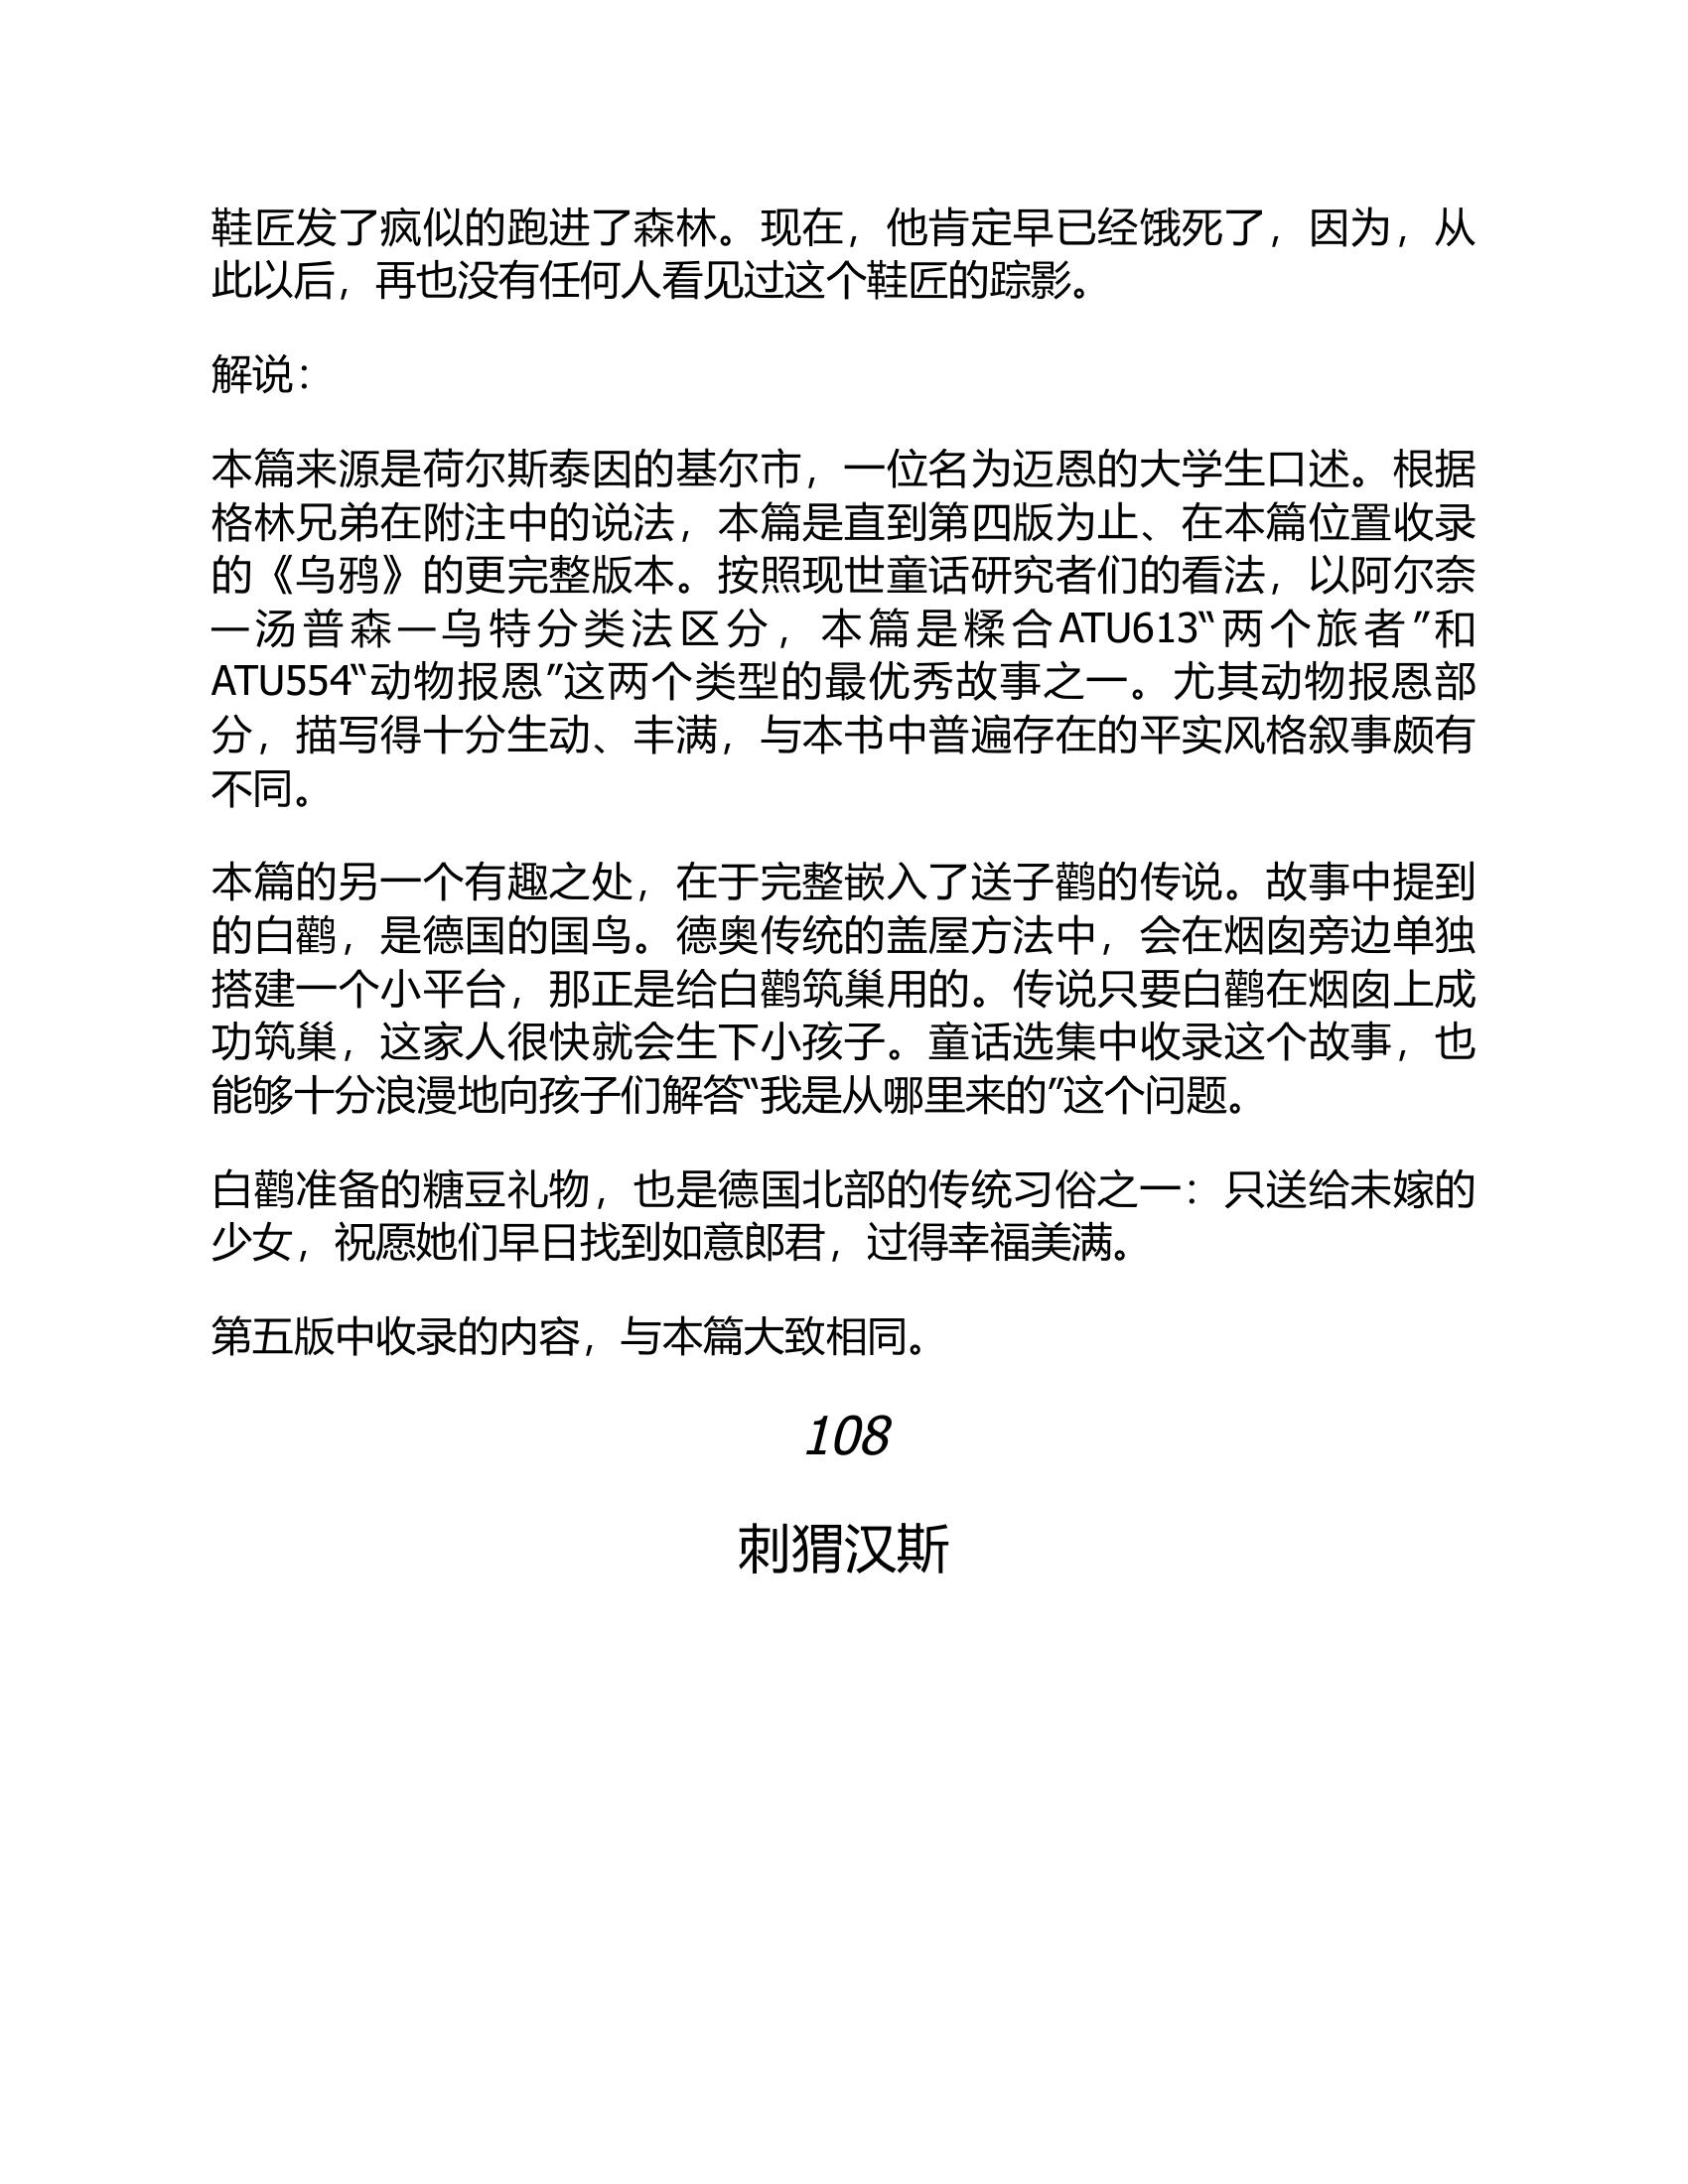 鞋匠发了疯似的跑进了森林。现在，他肯定早已经饿死了，因为，从
此以后，再也没有任何人看见过这个鞋匠的踪影。
解说：
本篇来源是荷尔斯泰因的基尔市，一位名为迈恩的大学生口述。根据
格林兄弟在附注中的说法，本篇是直到第四版为止、在本篇位置收录
的《乌鸦》的更完整版本。按照现世童话研究者们的看法，以阿尔奈
—汤普森—乌特分类法区分，本篇是糅合ATU613“两个旅者”和
ATU554“动物报恩”这两个类型的最优秀故事之一。尤其动物报恩部
分，描写得十分生动、丰满，与本书中普遍存在的平实风格叙事颇有
不同。
本篇的另一个有趣之处，在于完整嵌入了送子鹳的传说。故事中提到
的白鹳，是德国的国鸟。德奥传统的盖屋方法中，会在烟囱旁边单独
搭建一个小平台，那正是给白鹳筑巢用的。传说只要白鹳在烟囱上成
功筑巢，这家人很快就会生下小孩子。童话选集中收录这个故事，也
能够十分浪漫地向孩子们解答“我是从哪里来的”这个问题。
白鹳准备的糖豆礼物，也是德国北部的传统习俗之一：只送给未嫁的
少女，祝愿她们早日找到如意郎君，过得幸福美满。
第五版中收录的内容，与本篇大致相同。
108
刺猬汉斯